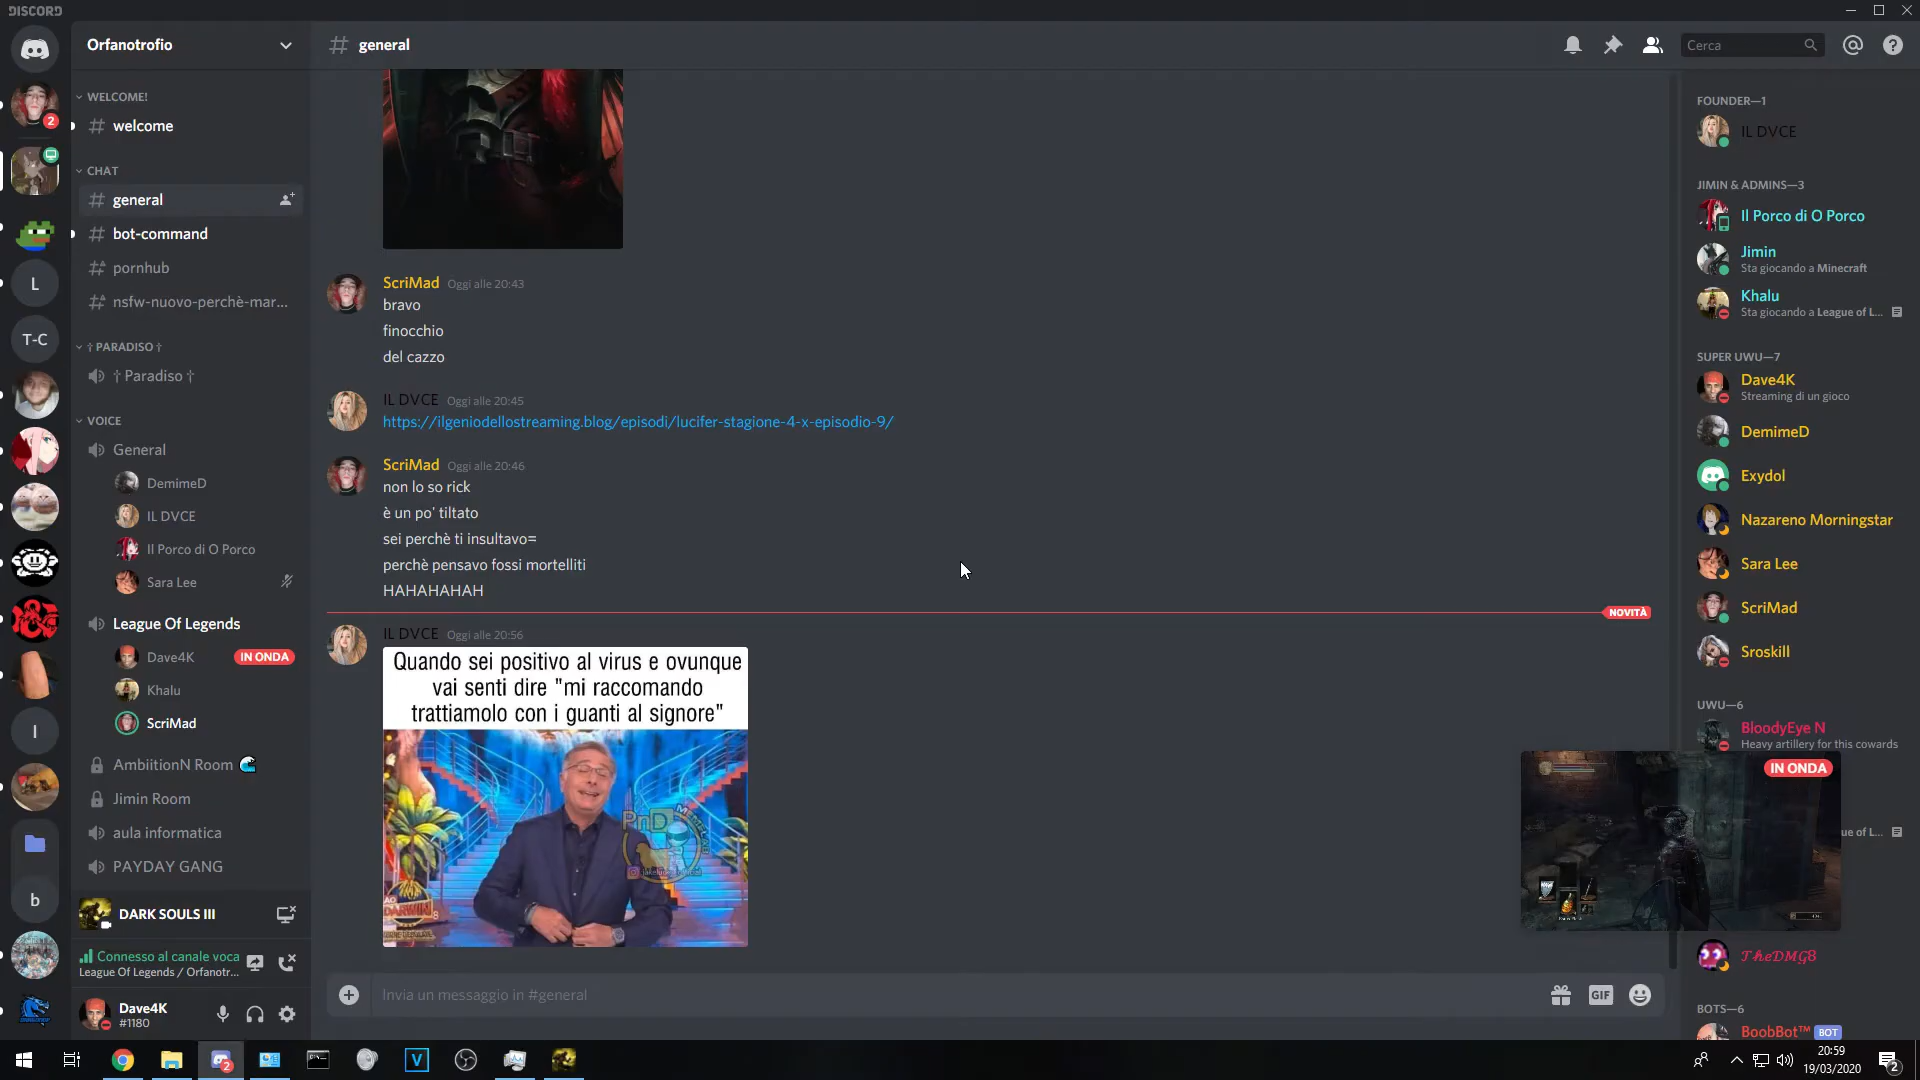 DISCORD
Orfanotrofio
general
Cerca
WELCOME!
welcome
CHAT
general
bot-command
pornhub
nsfw-nuovo-perchè-mar...
† PARADISO †
† Paradiso †
VOICE
General
DemimeD
IL DVCE
Il Porco di O Porco
Sara Lee
League Of Legends
Dave4K
IN ONDA
Khalu
ScriMad
AmbiitionN Room
Jimin Room
aula informatica
PAYDAY GANG
DARK SOULS III
Connesso al canale voca
League Of Legends / Orfanotr...
Dave4K
#1180
2
L
T-C
I
b
ScriMad Oggi alle 20:43
bravo
finocchio
del cazzo
IL DVCE Oggi alle 20:45
https://ilgeniodellostreaming.blog/episodi/lucifer-stagione-4-x-episodio-9/
ScriMad Oggi alle 20:46
non lo so rick
è un po' tiltato
sei perchè ti insultavo=
perchè pensavo fossi mortelliti
HAHAHAHAH
NOVITÀ
IL DVCE Oggi alle 20:56
Quando sei positivo al virus e ovunque
vai senti dire "mi raccomando
trattiamolo con i guanti al signore"
PnD
DARWIN
Invia un messaggio in #general
GIF
FOUNDER—1
IL DVCE
JIMIN & ADMINS—3
Il Porco di O Porco
Jimin
Sta giocando a Minecraft
Khalu
Sta giocando a League of L...
SUPER UWU—7
Dave4K
Streaming di un gioco
DemimeD
Exydol
Nazareno Morningstar
Sara Lee
ScriMad
Sroskill
UWU—6
BloodyEye N
Heavy artillery for this cowards
IN ONDA
ue of L...
TheDMG8
BOTS—6
BoobBot™ BOT
V
2
20:59
19/03/2020
2